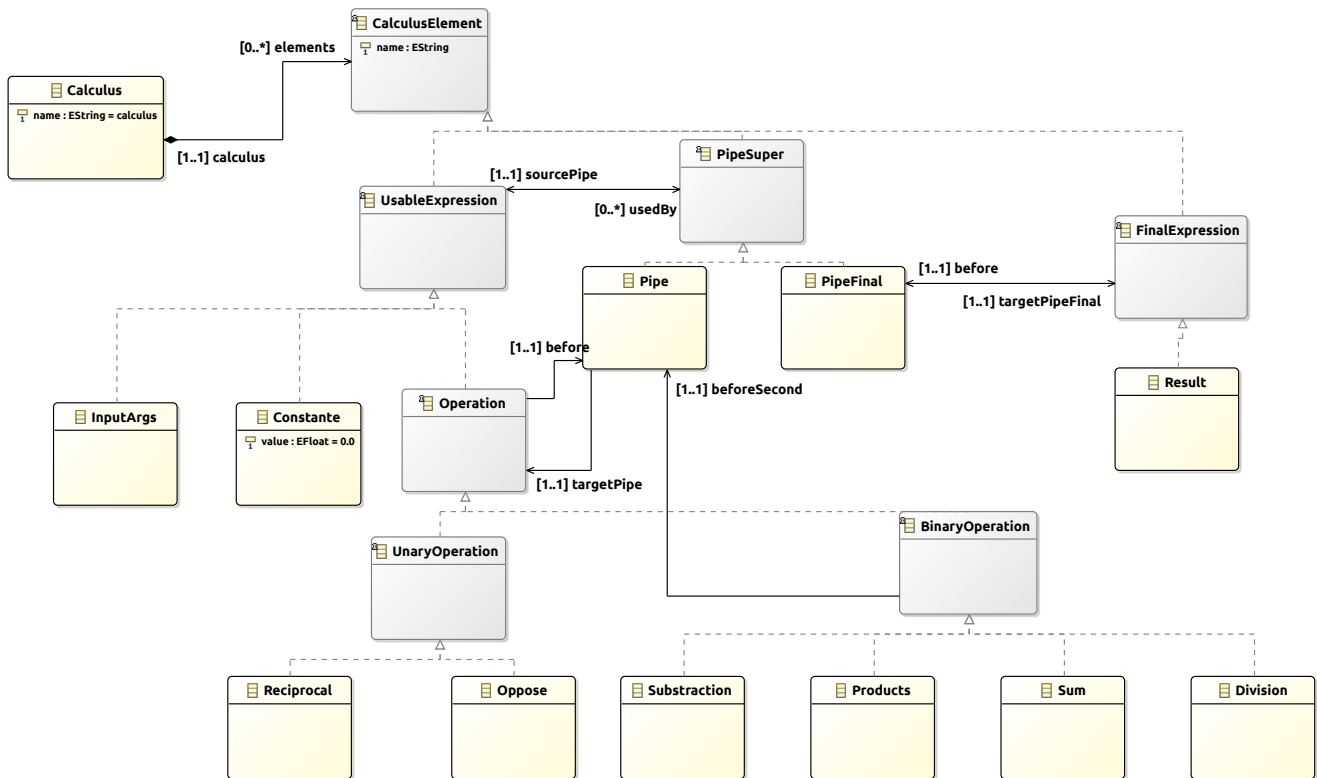 CalculusElement
name : EString
[0..*] elements
Calculus
name : EString = calculus
[1..1] calculus
PipeSuper
[1..1] sourcePipe
[0..*] usedBy
UsableExpression
FinalExpression
Pipe
PipeFinal
[1..1] before
[1..1] targetPipeFinal
[1..1] before
[1..1] beforeSecond
Result
InputArgs
Constante
value : EFloat = 0.0
Operation
[1..1] targetPipe
BinaryOperation
UnaryOperation
Reciprocal
Oppose
Substraction
Products
Sum
Division